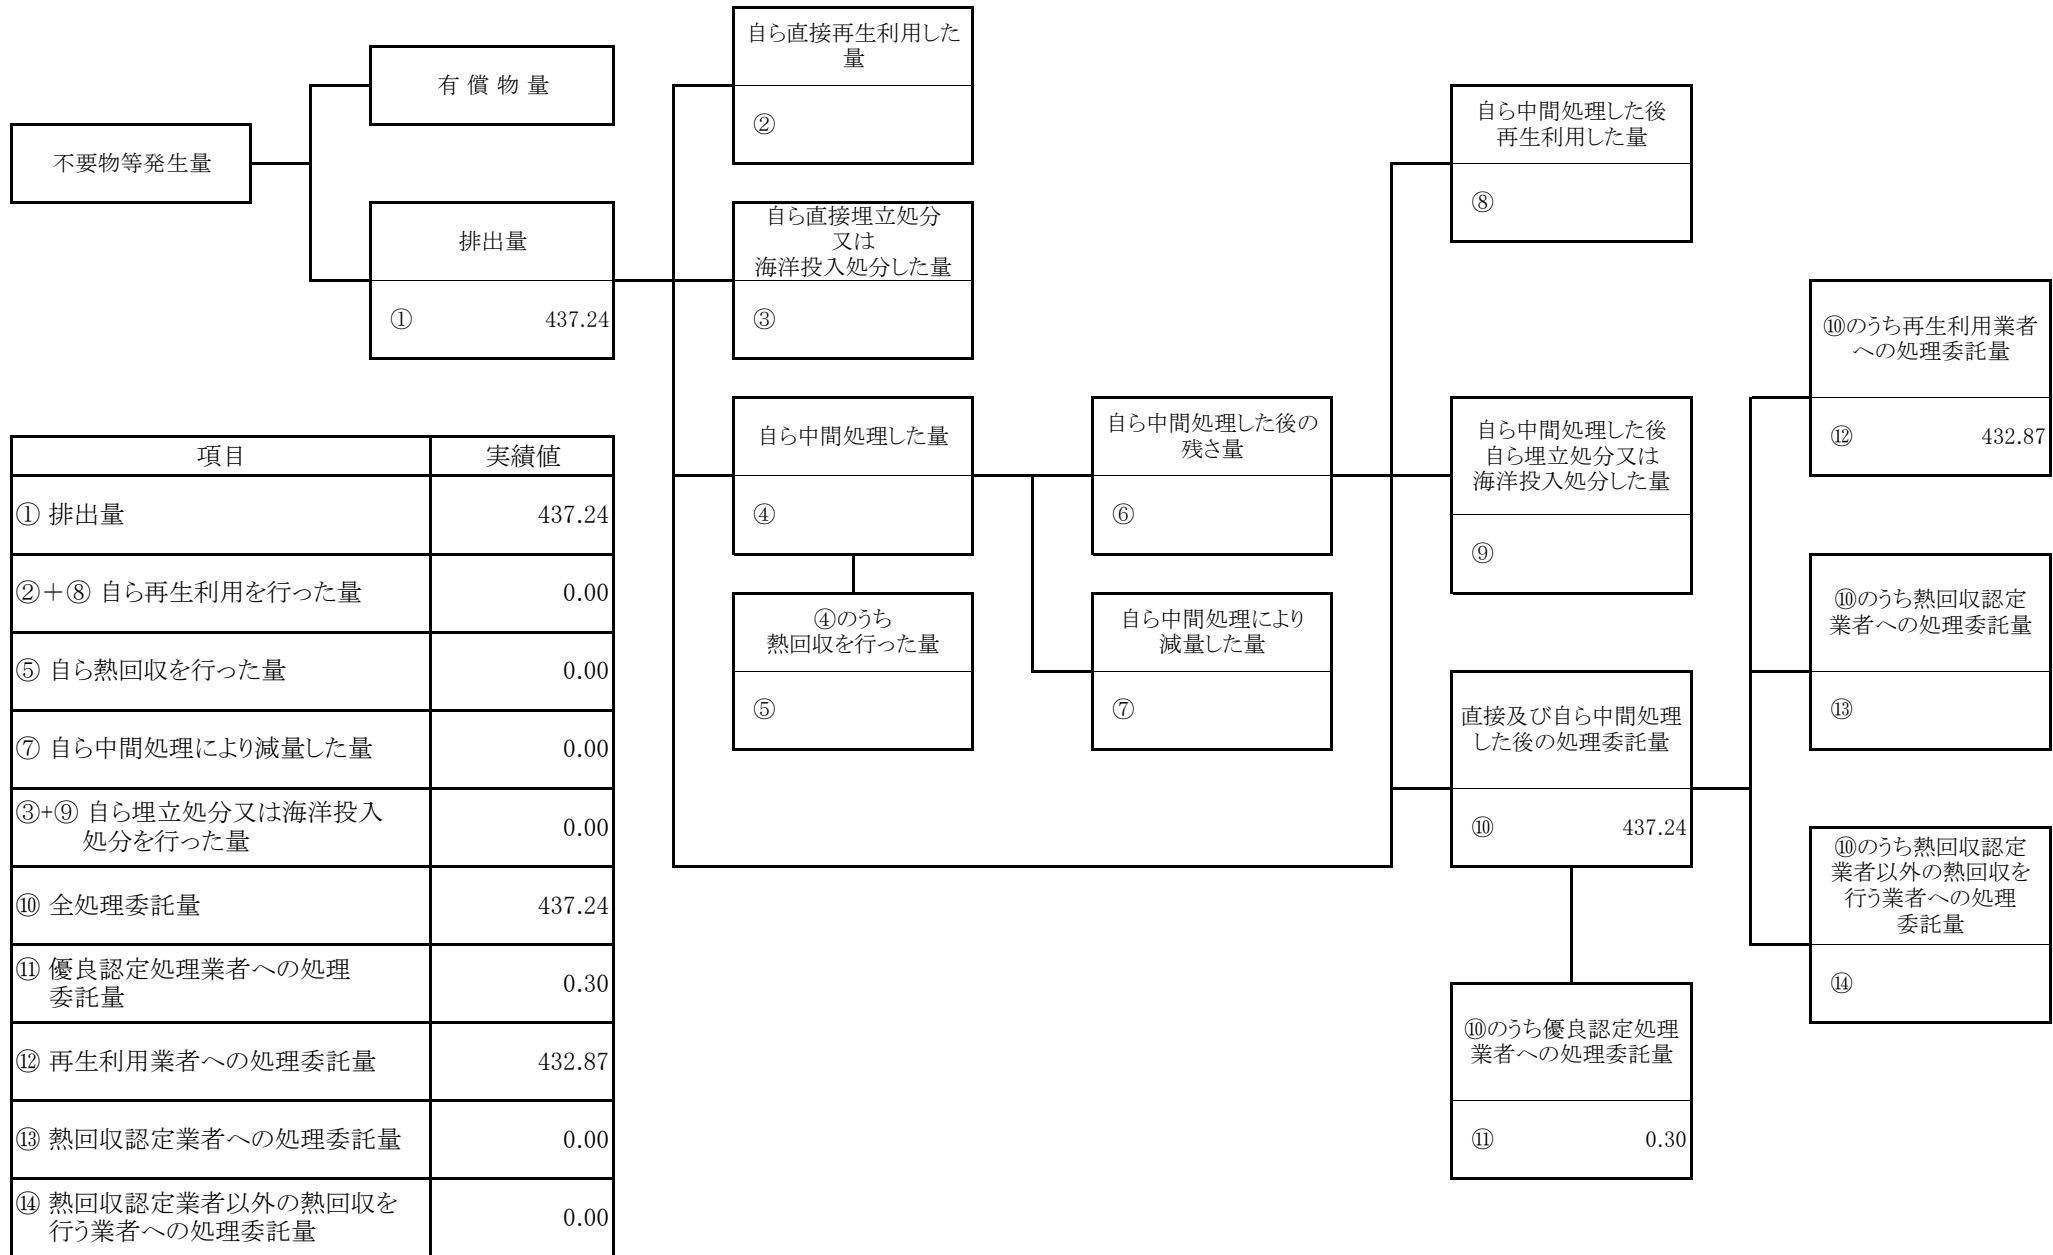 不要物等発生量
有 償 物 量
排出量
① 437.24
自ら直接再生利用した
量
②
自ら直接埋立処分
又は
海洋投入処分した量
③
自ら中間処理した量
④
④のうち
熱回収を行った量
⑤
自ら中間処理した後の
残さ量
⑥
自ら中間処理により
減量した量
⑦
自ら中間処理した後
再生利用した量
⑧
自ら中間処理した後
自ら埋立処分又は
海洋投入処分した量
⑨
直接及び自ら中間処理
した後の処理委託量
⑩ 437.24
⑩のうち優良認定処理
業者への処理委託量
⑪ 0.30
⑩のうち再生利用業者
への処理委託量
⑫ 432.87
⑩のうち熱回収認定
業者への処理委託量
⑬
⑩のうち熱回収認定
業者以外の熱回収を
行う業者への処理
委託量
⑭
項目 実績値
① 排出量 437.24
②＋⑧ 自ら再生利用を行った量 0.00
⑤ 自ら熱回収を行った量 0.00
⑦ 自ら中間処理により減量した量 0.00
③+⑨ 自ら埋立処分又は海洋投入
処分を行った量 0.00
⑩ 全処理委託量 437.24
⑪ 優良認定処理業者への処理
委託量 0.30
⑫ 再生利用業者への処理委託量 432.87
⑬ 熱回収認定業者への処理委託量 0.00
⑭ 熱回収認定業者以外の熱回収を
行う業者への処理委託量 0.00